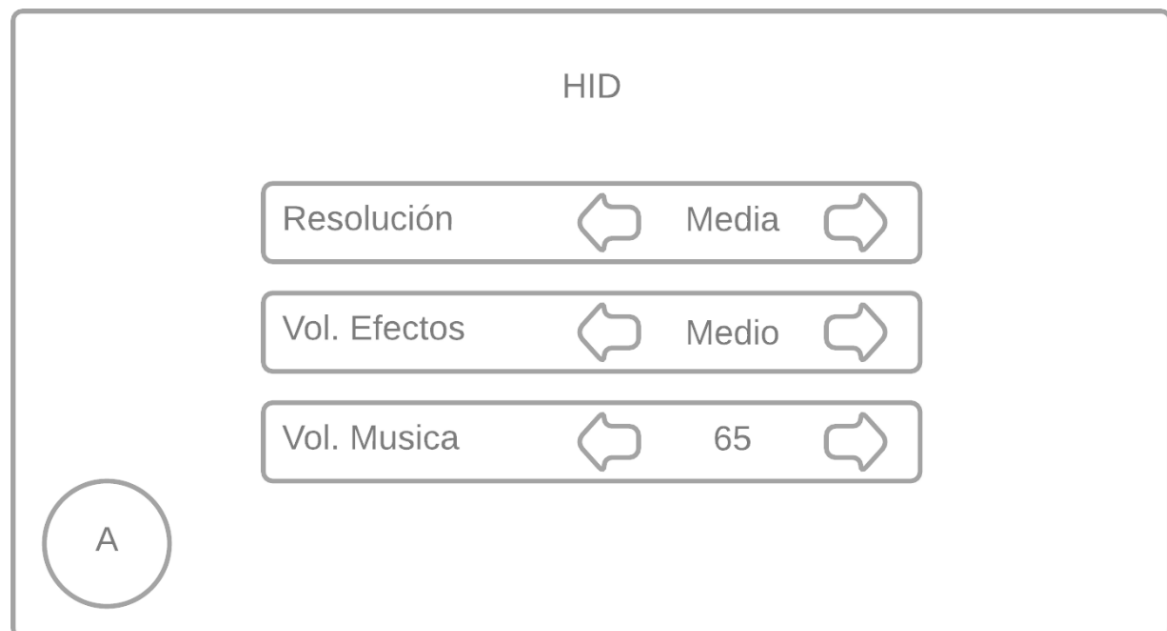 HID
Resolución Media
Vol. Efectos Medio
Vol. Musica 65
A